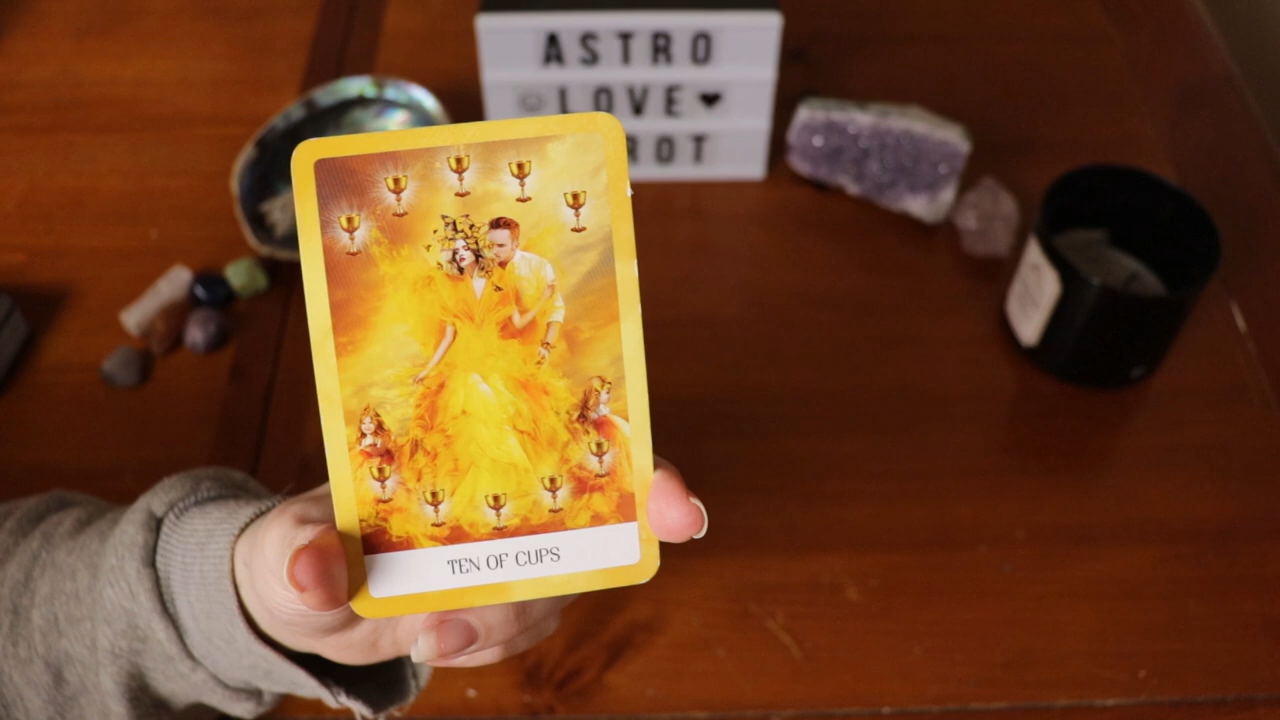 ASTRO
☺LOVE♥
ROT
TEN OF CUPS